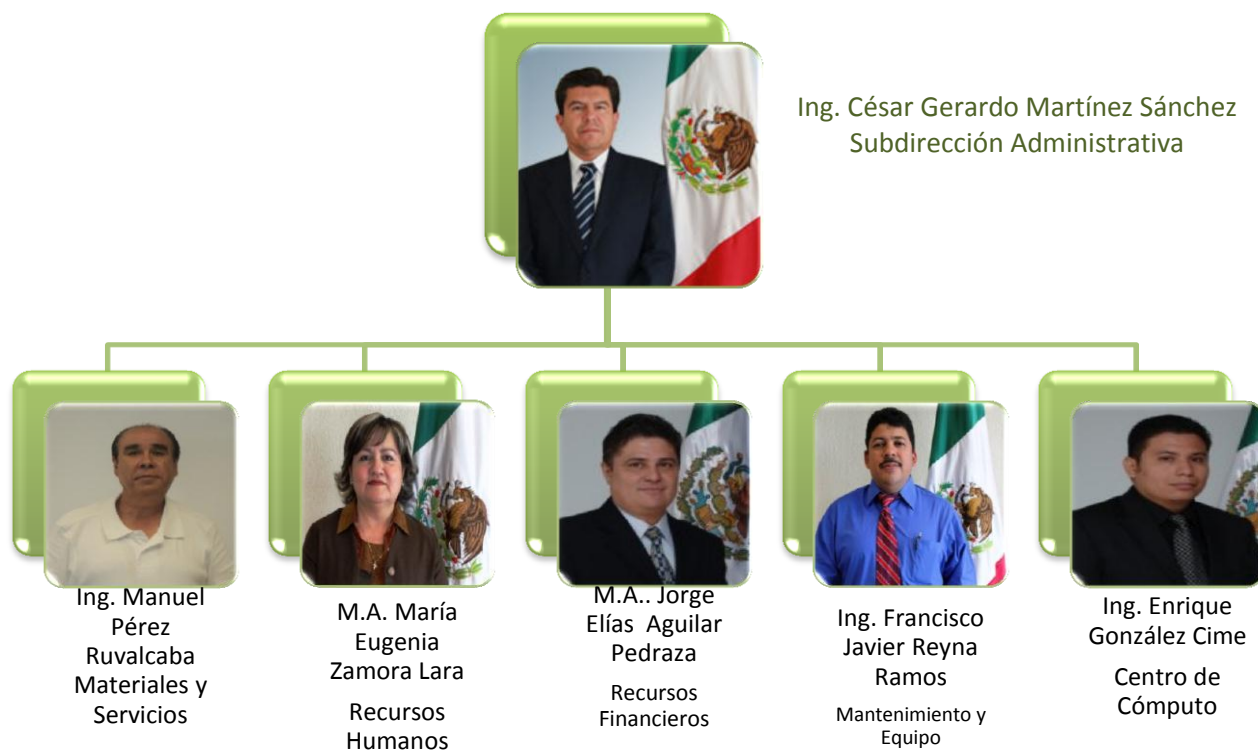 Ing. César Gerardo Martínez Sánchez
Subdirección Administrativa
Ing. Manuel
Pérez
Ruvalcaba
Materiales y
Servicios
M.A. María
Eugenia
Zamora Lara
Recursos
Humanos
M.A.. Jorge
Elías Aguilar
Pedraza
Recursos
Financieros
Ing. Francisco
Javier Reyna
Ramos
Mantenimiento y
Equipo
Ing. Enrique
González Cime
Centro de
Cómputo